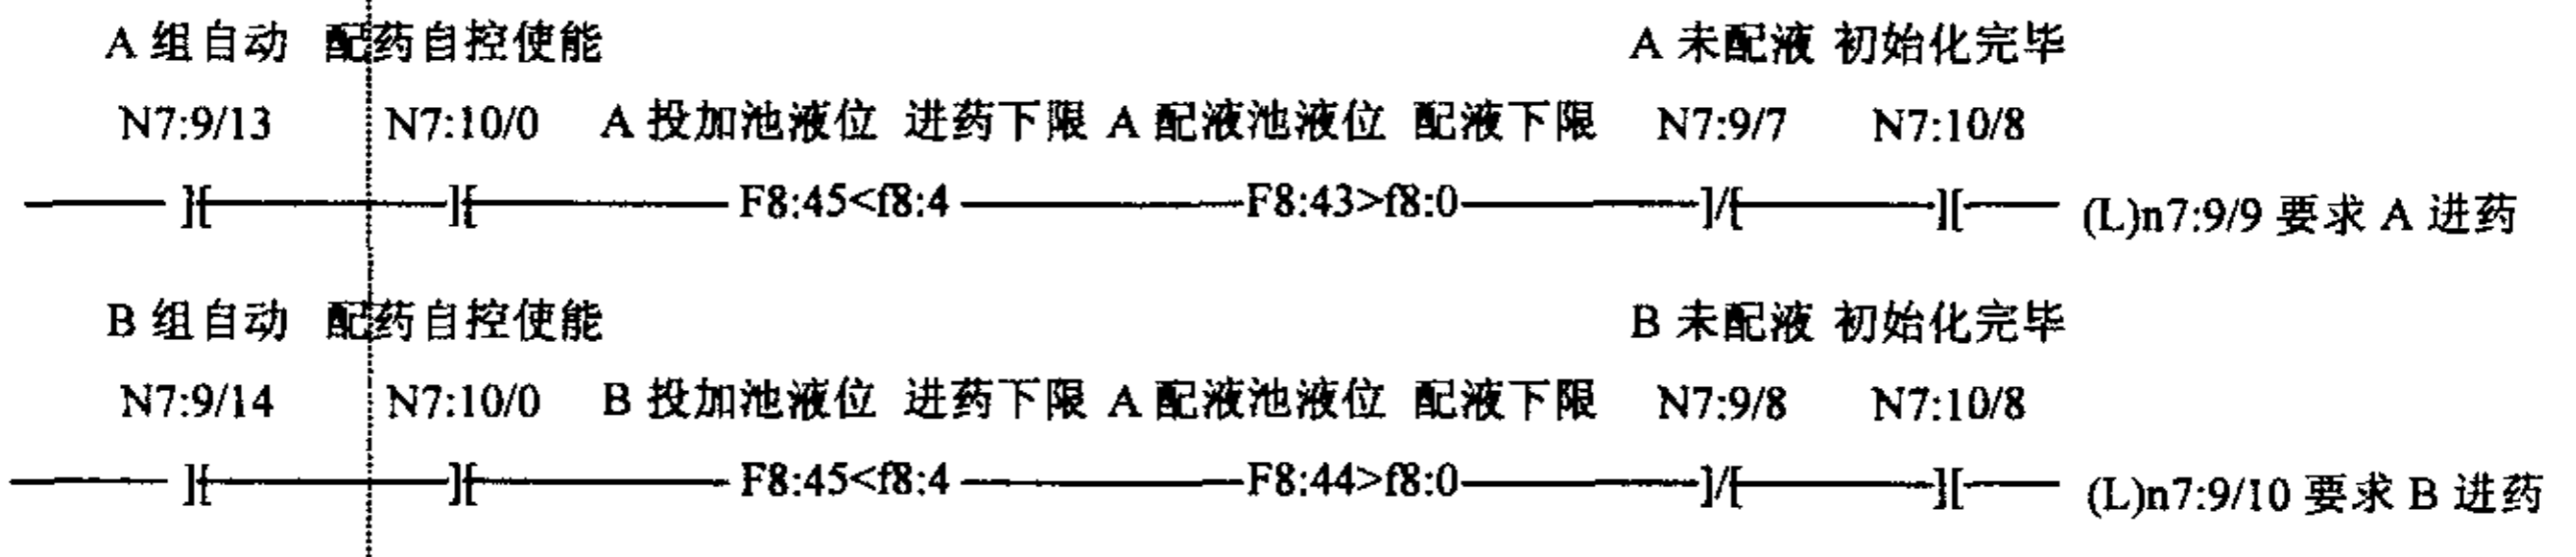 A 组自动 配药自控使能 A 未配液 初始化完毕
N7:9/13 N7:10/0 A 投加池液位 进药下限 A 配液池液位 配液下限 N7:9/7 N7:10/8
][ ][ F8:45<f8:4 F8:43>f8:0 ]/[ ][ (L)n7:9/9 要求 A 进药
B 组自动 配药自控使能 B 未配液 初始化完毕
N7:9/14 N7:10/0 B 投加池液位 进药下限 A 配液池液位 配液下限 N7:9/8 N7:10/8
][ ][ F8:45<f8:4 F8:44>f8:0 ]/[ ][ (L)n7:9/10 要求 B 进药